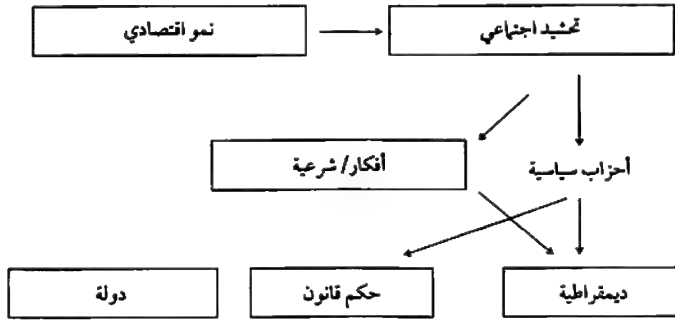 تحشيد اجتماعي
نمو اقتصادي
أفكار/ شرعية
أحزاب سياسية
ديمقراطية
حكم قانون
دولة